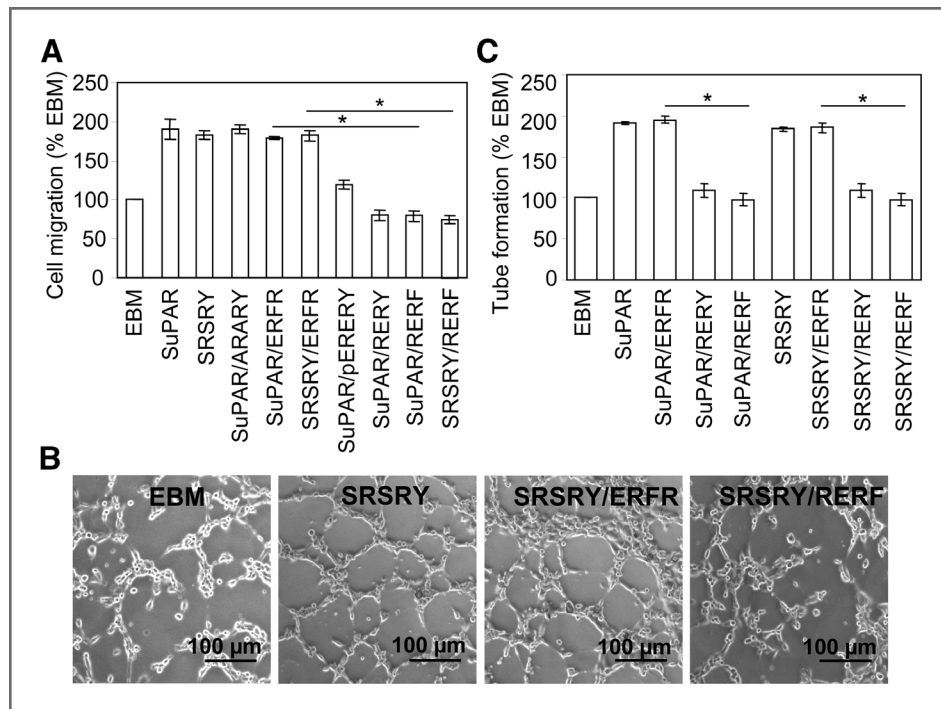 A
Cell migration (% EBM)
250
200
150
100
50
0
*
*
EBM
SuPAR
SRSRY
SuPAR/ARARY
SuPAR/ERFR
SRSRY/ERFR
SuPAR/pERERY
SuPAR/RERY
SuPAR/RERF
SRSRY/RERF
C
Tube formation (% EBM)
250
200
150
100
50
0
*
*
EBM
SuPAR
SuPAR/ERFR
SuPAR/RERY
SuPAR/RERF
SRSRY
SRSRY/ERFR
SRSRY/RERY
SRSRY/RERF
B
EBM
100 µm
SRSRY
100 µm
SRSRY/ERFR
100 µm
SRSRY/RERF
100 µm